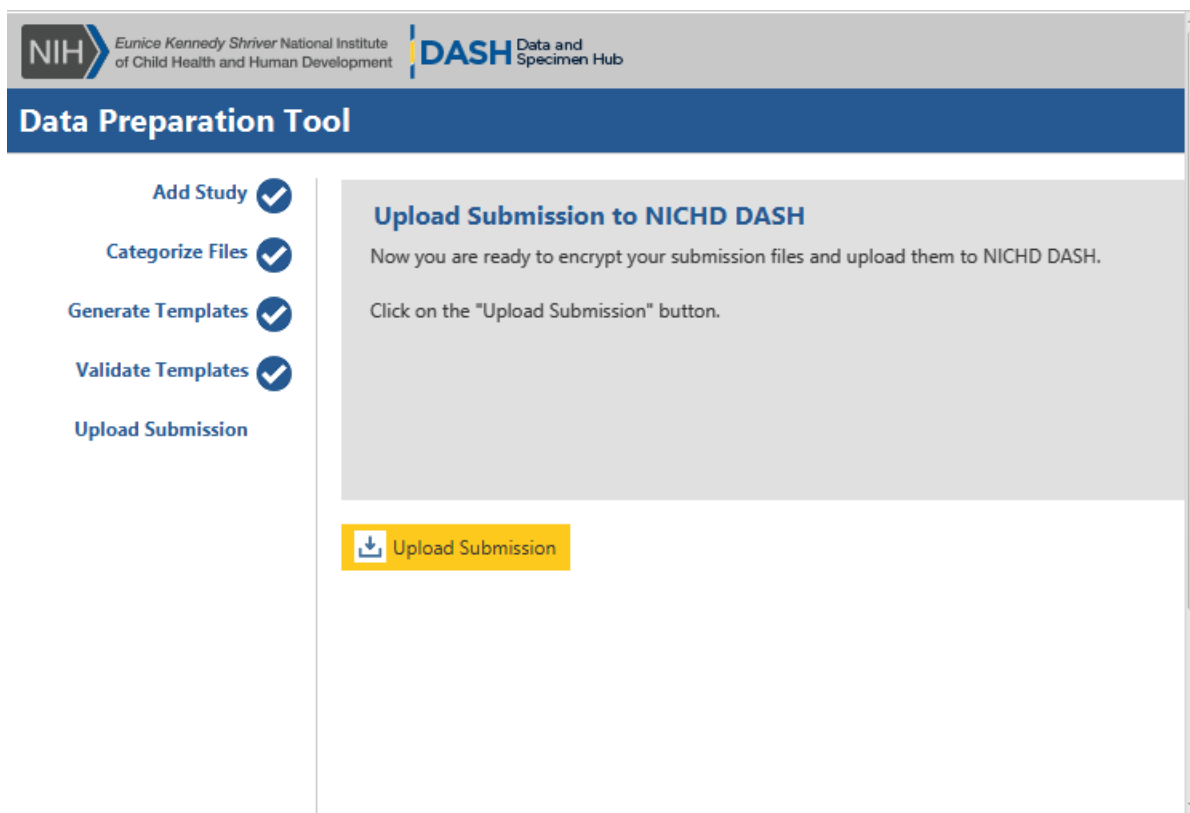 NIH
Eunice Kennedy Shriver National Institute
of Child Health and Human Development
DASH
Data and
Specimen Hub
Data Preparation Tool
Add Study
Categorize Files
Generate Templates
Validate Templates
Upload Submission
Upload Submission to NICHD DASH
Now you are ready to encrypt your submission files and upload them to NICHD DASH.
Click on the "Upload Submission" button.
Upload Submission